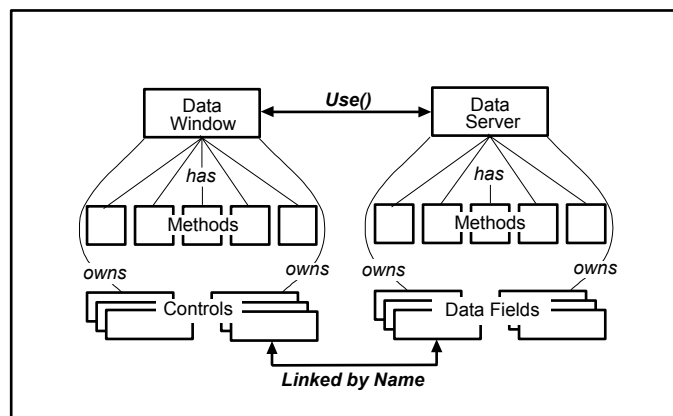 Data
Window
Use()
Data
Server
has
has
Methods
Methods
owns
owns
owns
owns
Controls
Data Fields
Linked by Name